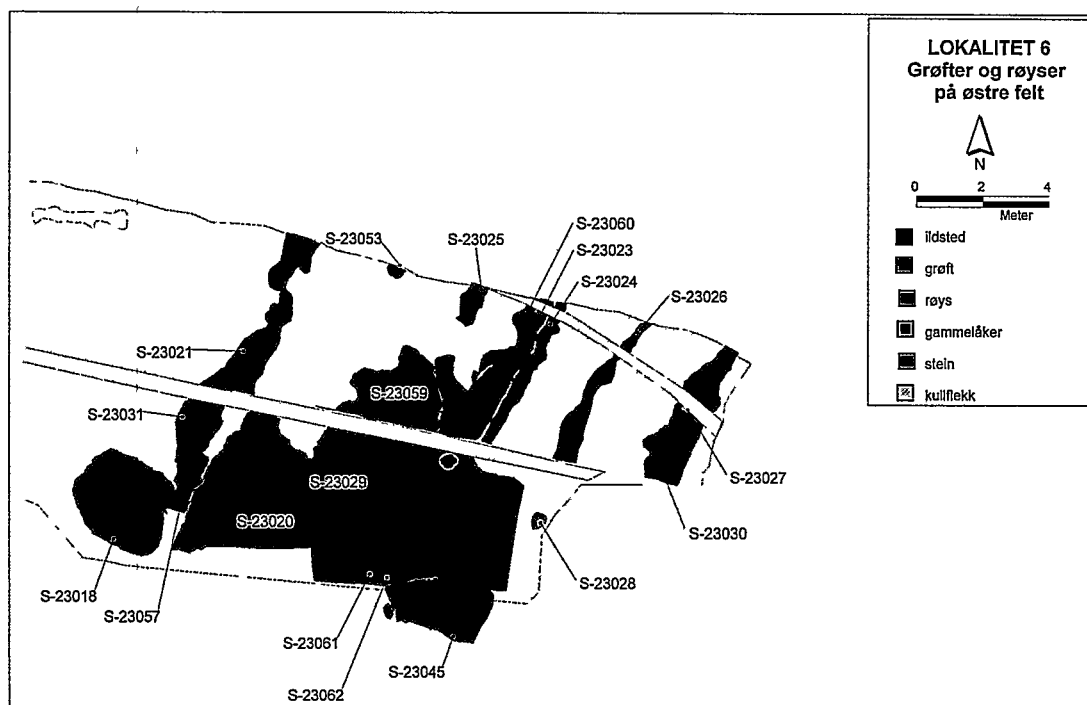 LOKALITET 6
Grøfter og røyser
på østre felt
N
0 2 4
Meter
ildsted
grøft
røys
gammelåker
stein
kullflekk
S-23060
S-23023
S-23053
S-23025
S-23024
S-23026
S-23021
S-23059
S-23031
S-23029
S-23027
S-23020
S-23030
S-23028
S-23018
S-23057
S-23061
S-23045
S-23062